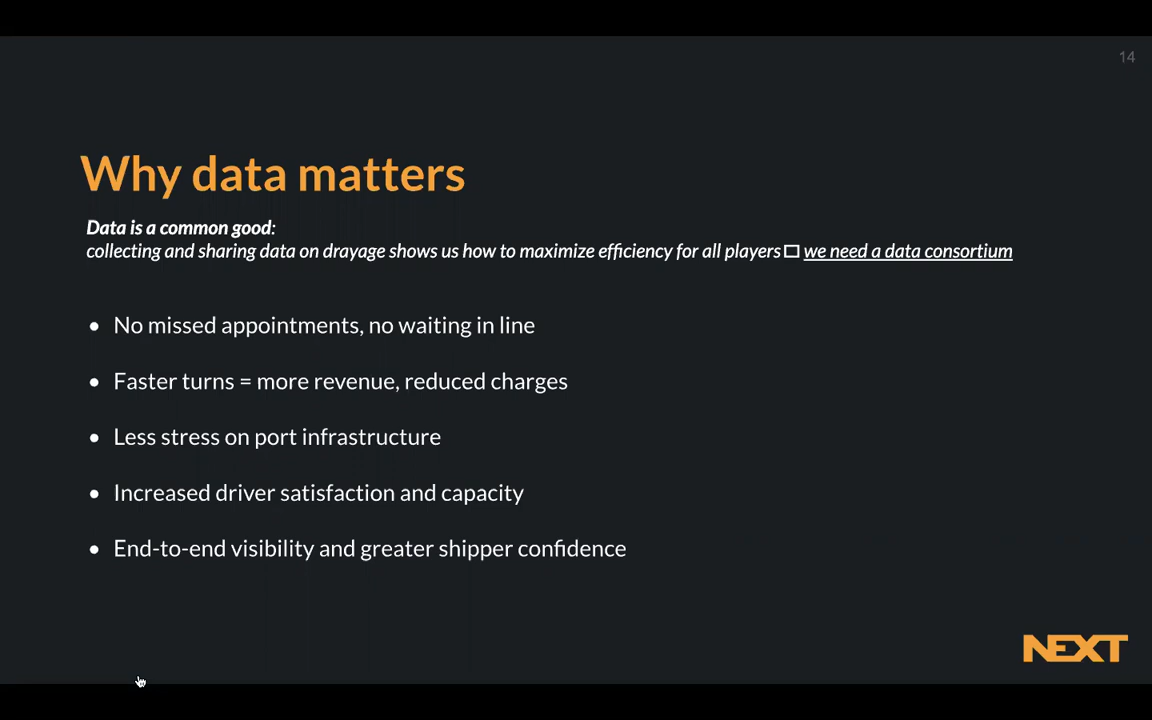 14
Why data matters
Data is a common good:
collecting and sharing data on drayage shows us how to maximize efficiency for all players□ we need a data consortium
• No missed appointments, no waiting in line
• Faster turns = more revenue, reduced charges
• Less stress on port infrastructure
• Increased driver satisfaction and capacity
• End-to-end visibility and greater shipper confidence
NEXT